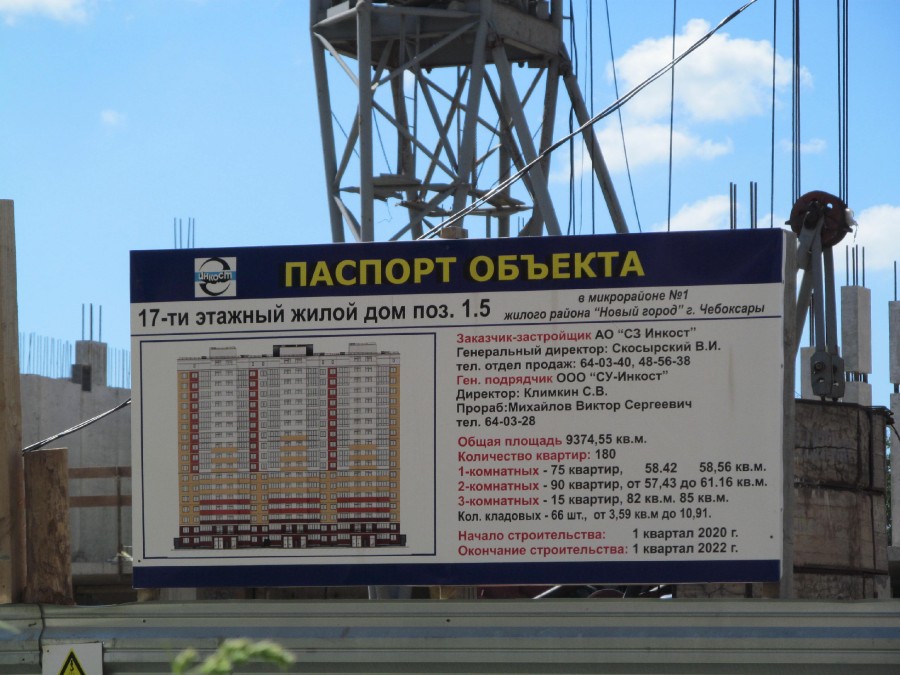 инкост
ПАСПОРТ ОБЪЕКТА
17-ти этажный жилой дом поз. 1.5
в микрорайоне №1
жилого района "Новый город" г. Чебоксары
Заказчик-застройщик АО "СЗ Инкост"
Генеральный директор: Скосырский В.И.
тел. отдел продаж: 64-03-40, 48-56-38
Ген. подрядчик ООО "СУ-Инкост"
Директор: Климкин С.В.
Прораб:Михайлов Виктор Сергеевич
тел. 64-03-28
Общая площадь 9374,55 кв.м.
Количество квартир: 180
1-комнатных - 75 квартир, 58.42 58,56 кв.м.
2-комнатных - 90 квартир, от 57,43 до 61.16 кв.м.
3-комнатных - 15 квартир, 82 кв.м. 85 кв.м.
Кол. кладовых - 66 шт., от 3,59 кв.м до 10,91.
Начало строительства: 1 квартал 2020 г.
Окончание строительства: 1 квартал 2022 г.